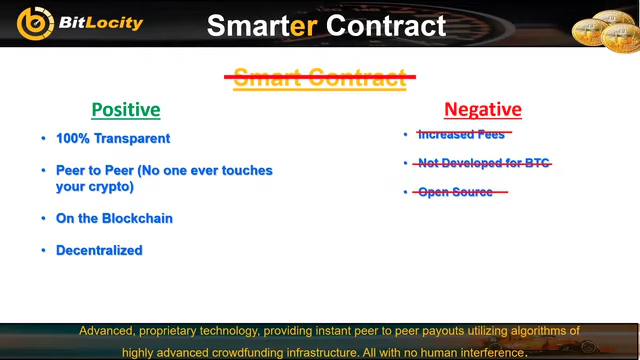 BitLocity
Smarter Contract
Smart Contract
Positive
Negative
• 100% Transparent
• Peer to Peer (No one ever touches
your crypto)
• On the Blockchain
• Decentralized
• Increased Fees
• Not Developed for BTC
• Open Source
Advanced, proprietary technology, providing instant peer to peer payouts utilizing algorithms of
highly advanced crowdfunding infrastructure. All with no human interference.